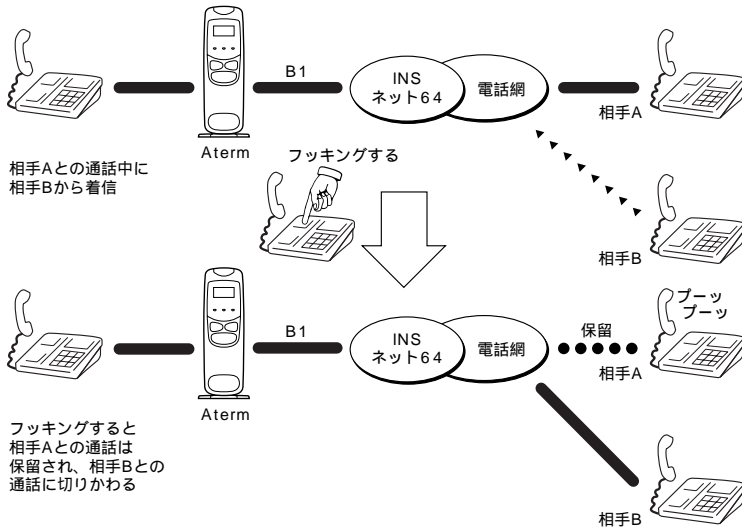 B1
INS
ネット64
電話網
相手A
Aterm
フッキングする
相手Aとの通話中に
相手Bから着信
相手B
B1
INS
ネット64
電話網
保留
プーッ
プーッ
相手A
Aterm
フッキングすると
相手Aとの通話は
保留され、相手Bとの
通話に切りかわる
相手B